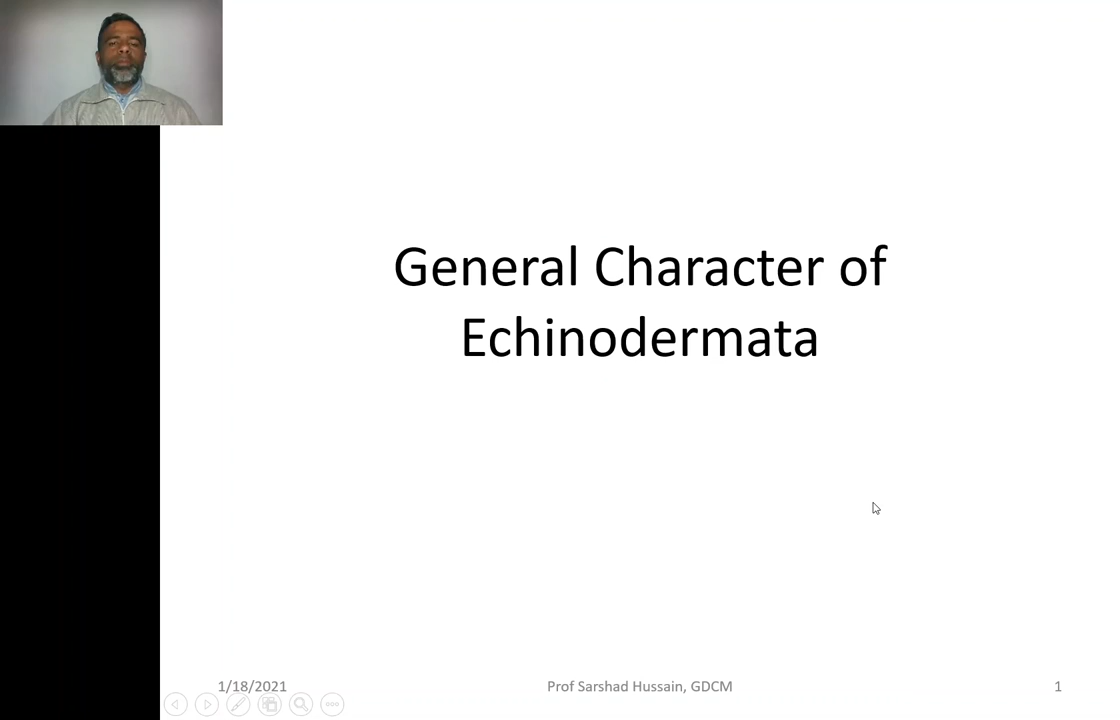 General Character of
Echinodermata
1/18/2021
Prof Sarshad Hussain, GDCM
1